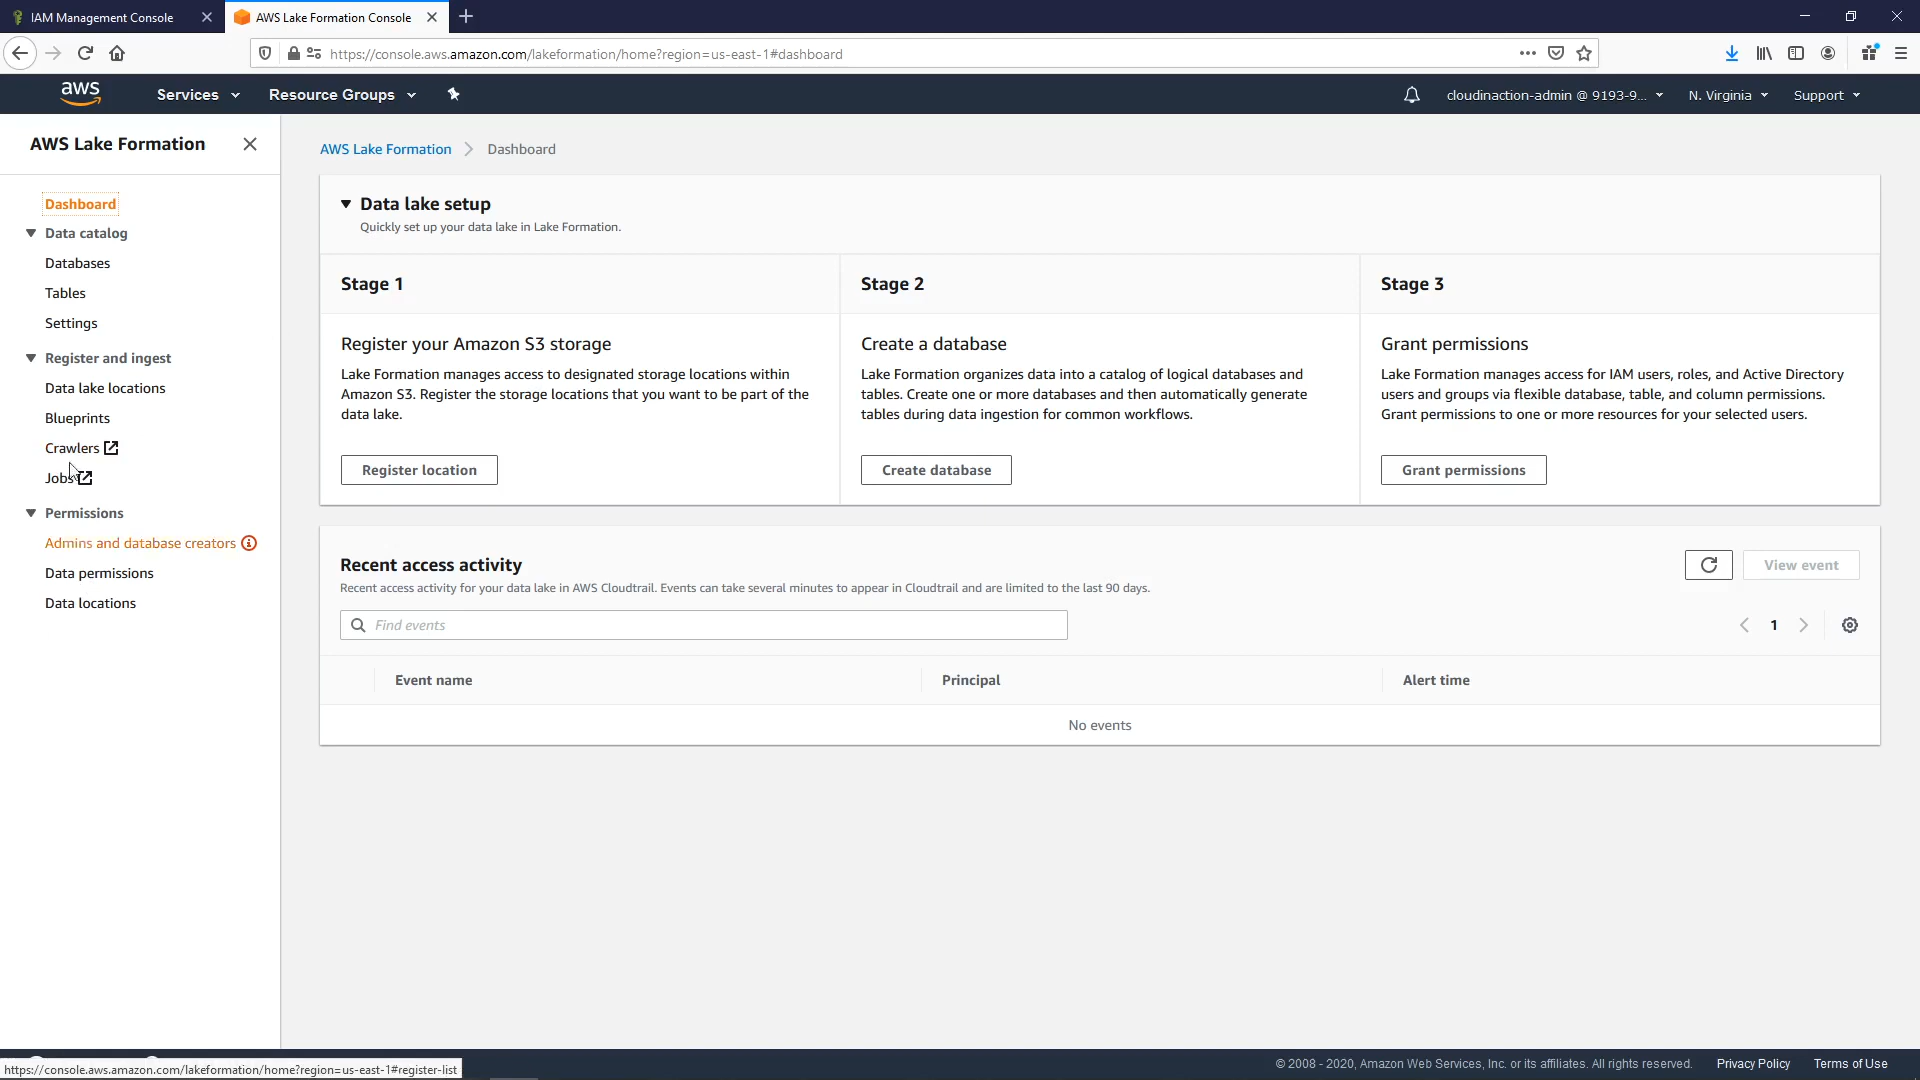 IAM Management Console
AWS Lake Formation Console
https://console.aws.amazon.com/lakeformation/home?region=us-east-1#dashboard
aws
Services
Resource Groups
cloudinaction-admin @ 9193-9...
N. Virginia
Support
AWS Lake Formation
Dashboard
Data catalog
Databases
Tables
Settings
Register and ingest
Data lake locations
Blueprints
Crawlers
Jobs
Permissions
Admins and database creators
Data permissions
Data locations
AWS Lake Formation > Dashboard
Data lake setup
Quickly set up your data lake in Lake Formation.
Stage 1
Register your Amazon S3 storage
Lake Formation manages access to designated storage locations within
Amazon S3. Register the storage locations that you want to be part of the
data lake.
Register location
Stage 2
Create a database
Lake Formation organizes data into a catalog of logical databases and
tables. Create one or more databases and then automatically generate
tables during data ingestion for common workflows.
Create database
Stage 3
Grant permissions
Lake Formation manages access for IAM users, roles, and Active Directory
users and groups via flexible database, table, and column permissions.
Grant permissions to one or more resources for your selected users.
Grant permissions
Recent access activity
Recent access activity for your data lake in AWS Cloudtrail. Events can take several minutes to appear in Cloudtrail and are limited to the last 90 days.
View event
Find events
1
Event name
Principal
Alert time
No events
https://console.aws.amazon.com/lakeformation/home?region=us-east-1#register-list
© 2008 - 2020, Amazon Web Services, Inc. or its affiliates. All rights reserved.
Privacy Policy
Terms of Use